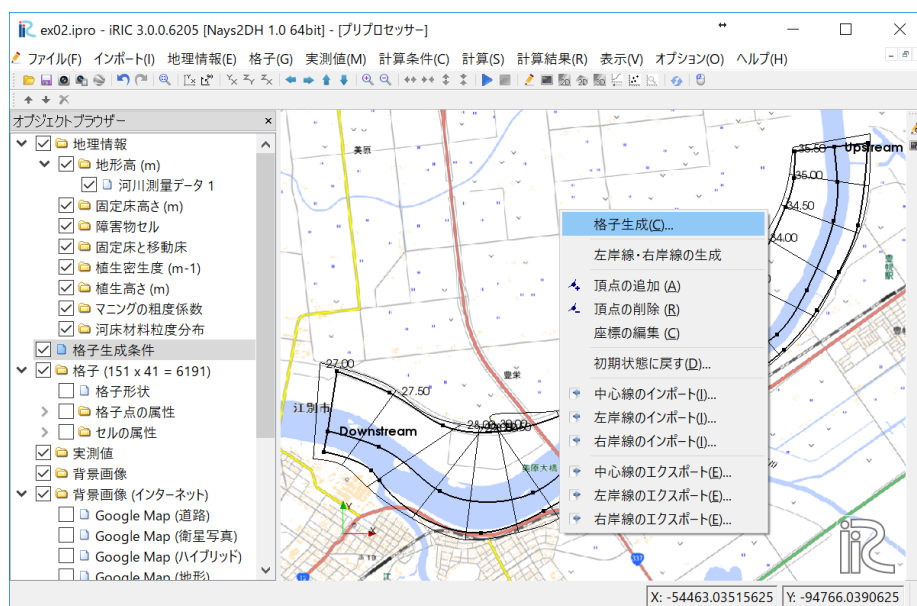 ex02.ipro - iRIC 3.0.0.6205 [Nays2DH 1.0 64bit] - [プリプロセッサー]
ファイル(F) インポート(I) 地理情報(E) 格子(G) 実測値(M) 計算条件(C) 計算(S) 計算結果(R) 表示(V) オプション(O) ヘルプ(H)
オブジェクトブラウザー
地理情報
地形高 (m)
河川測量データ 1
固定床高さ (m)
障害物セル
固定床と移動床
植生密生度 (m-1)
植生高さ (m)
マニングの粗度係数
河床材料粒度分布
格子生成条件
格子 (151 x 41 = 6191)
格子形状
格子点の属性
セルの属性
実測値
背景画像
背景画像 (インターネット)
Google Map (道路)
Google Map (衛星写真)
Google Map (ハイブリッド)
Google Map (地形)
美原
35.50
Upstream
35.00
34.50
34.00
格子生成(C)...
左岸線・右岸線の生成
頂点の追加 (A)
頂点の削除 (R)
座標の編集 (C)
初期状態に戻す(D)...
中心線のインポート(I)...
左岸線のインポート(I)...
右岸線のインポート(I)...
中心線のエクスポート(E)...
左岸線のエクスポート(E)...
右岸線のエクスポート(E)...
27.00
27.50
豊栄
江別市
Downstream
28.00
美原大橋
Y
X
337
12
iRIC
X: -54463.03515625
Y: -94766.0390625